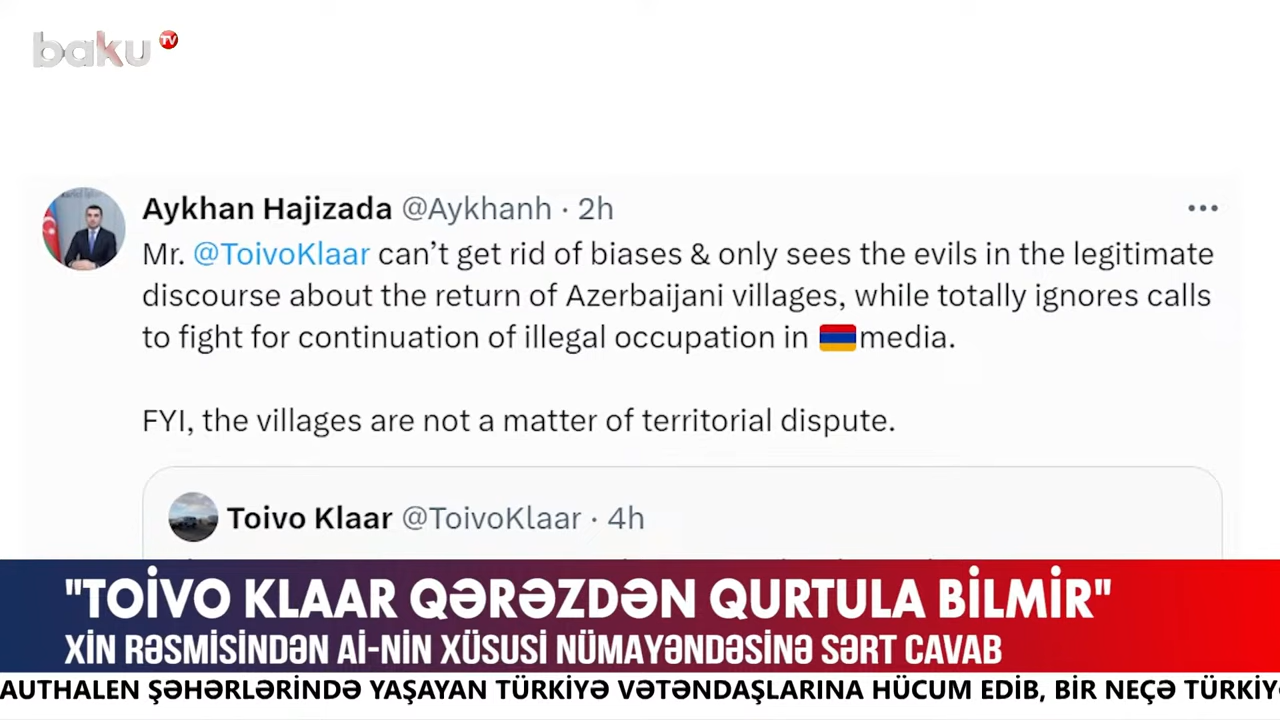 baku TV
Aykhan Hajizada @Aykhanh · 2h
Mr. @ToivoKlaar can't get rid of biases & only sees the evils in the legitimate
discourse about the return of Azerbaijani villages, while totally ignores calls
to fight for continuation of illegal occupation in 🇦🇲media.
FYI, the villages are not a matter of territorial dispute.
Toivo Klaar @ToivoKlaar · 4h
"TOİVO KLAAR QƏRƏZDƏN QURTULA BİLMİR"
XİN RƏSMİSİNDƏN Aİ-NİN XÜSUSİ NÜMAYƏNDƏSİNƏ SƏRT CAVAB
AUTHALEN ŞƏHƏRLƏRİNDƏ YAŞAYAN TÜRKİYƏ VƏTƏNDAŞLARINA HÜCUM EDİB, BİR NEÇƏ